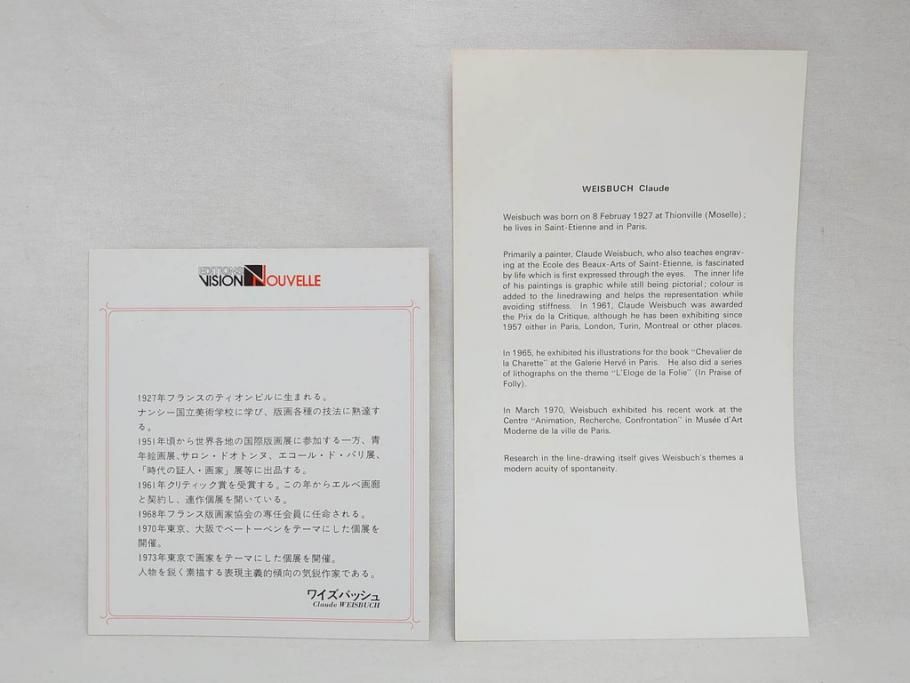 EDITIONS
VISION NOUVELLE
1927年フランスのティオンビルに生まれる。
ナンシー国立美術学校に学び、版画各種の技法に熟達す
る。
1951年頃から世界各地の国際版画展に参加する一方、青
年絵画展、サロン・ドオトンヌ、エコール・ド・パリ展、
「時代の証人・画家」展等に出品する。
1961年クリティック賞を受賞する。この年からエルベ画廊
と契約し、連作個展を開いている。
1968年フランス版画家協会の専任会員に任命される。
1970年東京、大阪でベートーベンをテーマにした個展を
開催。
1973年東京で画家をテーマにした個展を開催。
人物を鋭く素描する表現主義的傾向の気鋭作家である。
ワイズバッシュ
Claude WEISBUCH
WEISBUCH Claude
Weisbuch was born on 8 Februay 1927 at Thionville (Moselle) ;
he lives in Saint-Etienne and in Paris.
Primarily a painter, Claude Weisbuch, who also teaches engrav-
ing at the Ecole des Beaux-Arts of Saint-Etienne, is fascinated
by life which is first expressed through the eyes. The inner life
of his paintings is graphic while still being pictorial ; colour is
added to the linedrawing and helps the representation while
avoiding stiffness. In 1961, Claude Weisbuch was awarded
the Prix de la Critique, although he has been exhibiting since
1957 either in Paris, London, Turin, Montreal or other places.
In 1965, he exhibited his illustrations for the book "Chevalier de
la Charette" at the Galerie Hervé in Paris. He also did a series
of lithographs on the theme "L'Eloge de la Folie" (In Praise of
Folly).
In March 1970, Weisbuch exhibited his recent work at the
Centre "Animation, Recherche, Confrontation" in Musée d'Art
Moderne de la ville de Paris.
Research in the line-drawing itself gives Weisbuch's themes a
modern acuity of spontaneity.